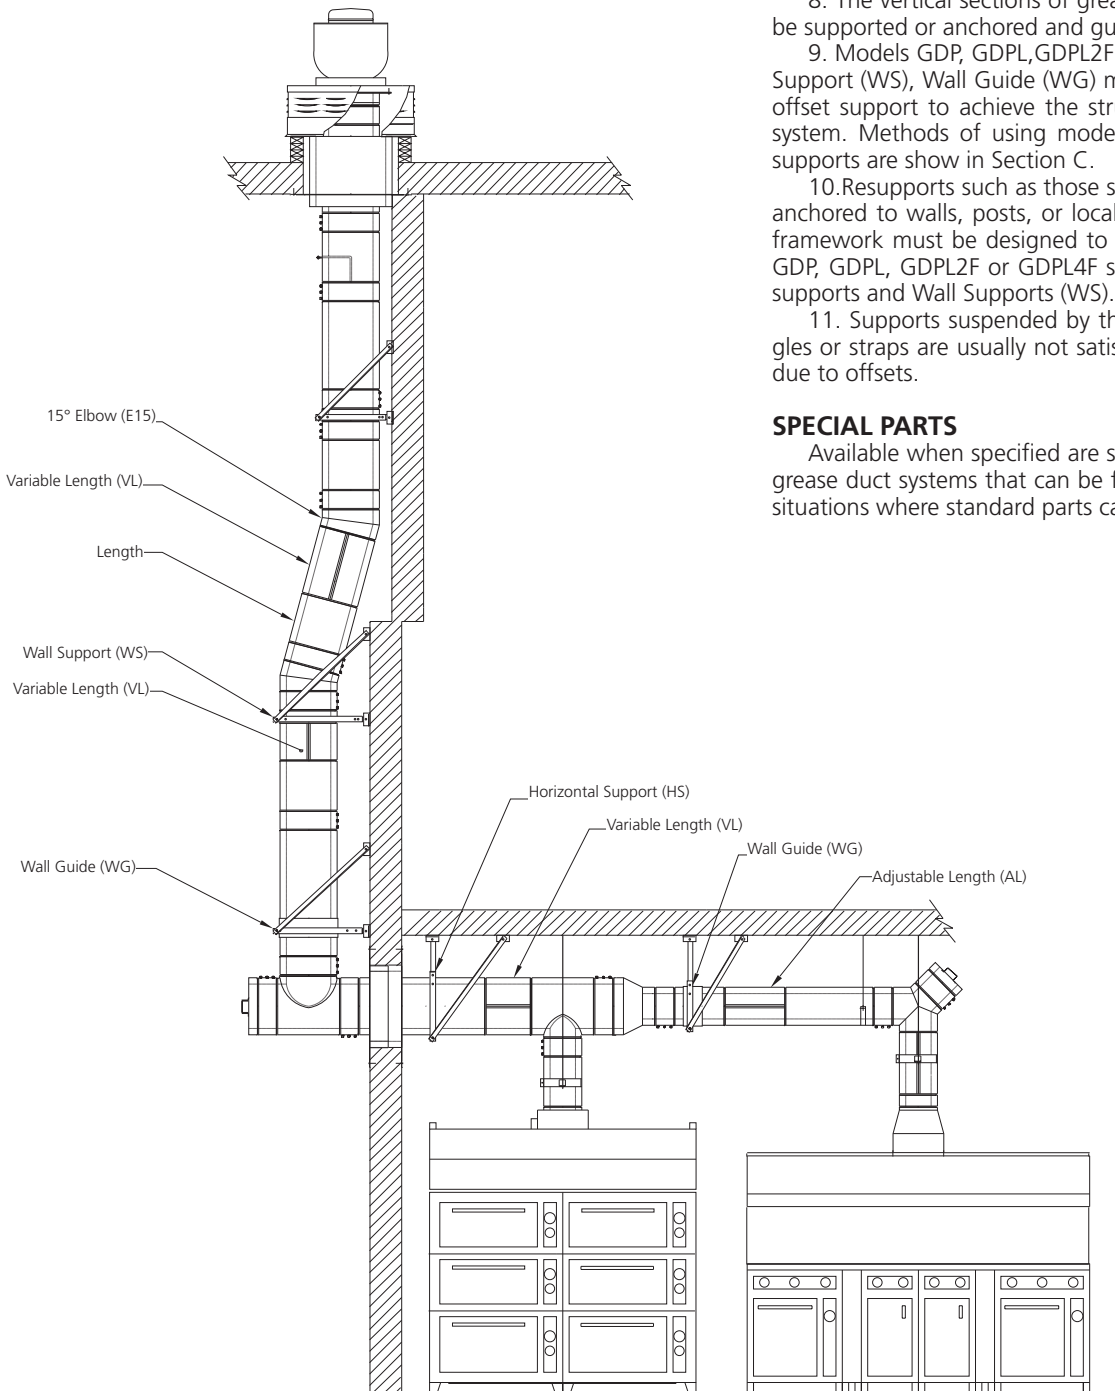 8. The vertical sections of grea
be supported or anchored and gu
9. Models GDP, GDPL,GDPL2F
Support (WS), Wall Guide (WG) m
offset support to achieve the str
system. Methods of using mode
supports are show in Section C.
10.Resupports such as those s
anchored to walls, posts, or local
framework must be designed to
GDP, GDPL, GDPL2F or GDPL4F s
supports and Wall Supports (WS).
11. Supports suspended by th
gles or straps are usually not satis
due to offsets.
SPECIAL PARTS
Available when specified are s
grease duct systems that can be f
situations where standard parts ca
15° Elbow (E15)
Variable Length (VL)
Length
Wall Support (WS)
Variable Length (VL)
Wall Guide (WG)
Horizontal Support (HS)
Variable Length (VL)
Wall Guide (WG)
Adjustable Length (AL)